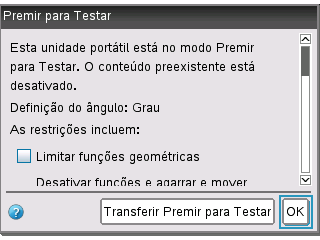 Premir para Testar
Esta unidade portátil está no modo Premir
para Testar. O conteúdo preexistente está
desativado.
Definição do ângulo: Grau
As restrições incluem:
Limitar funções geométricas
Desativar funções e agarrar e mover
?
Transferir Premir para Testar
OK